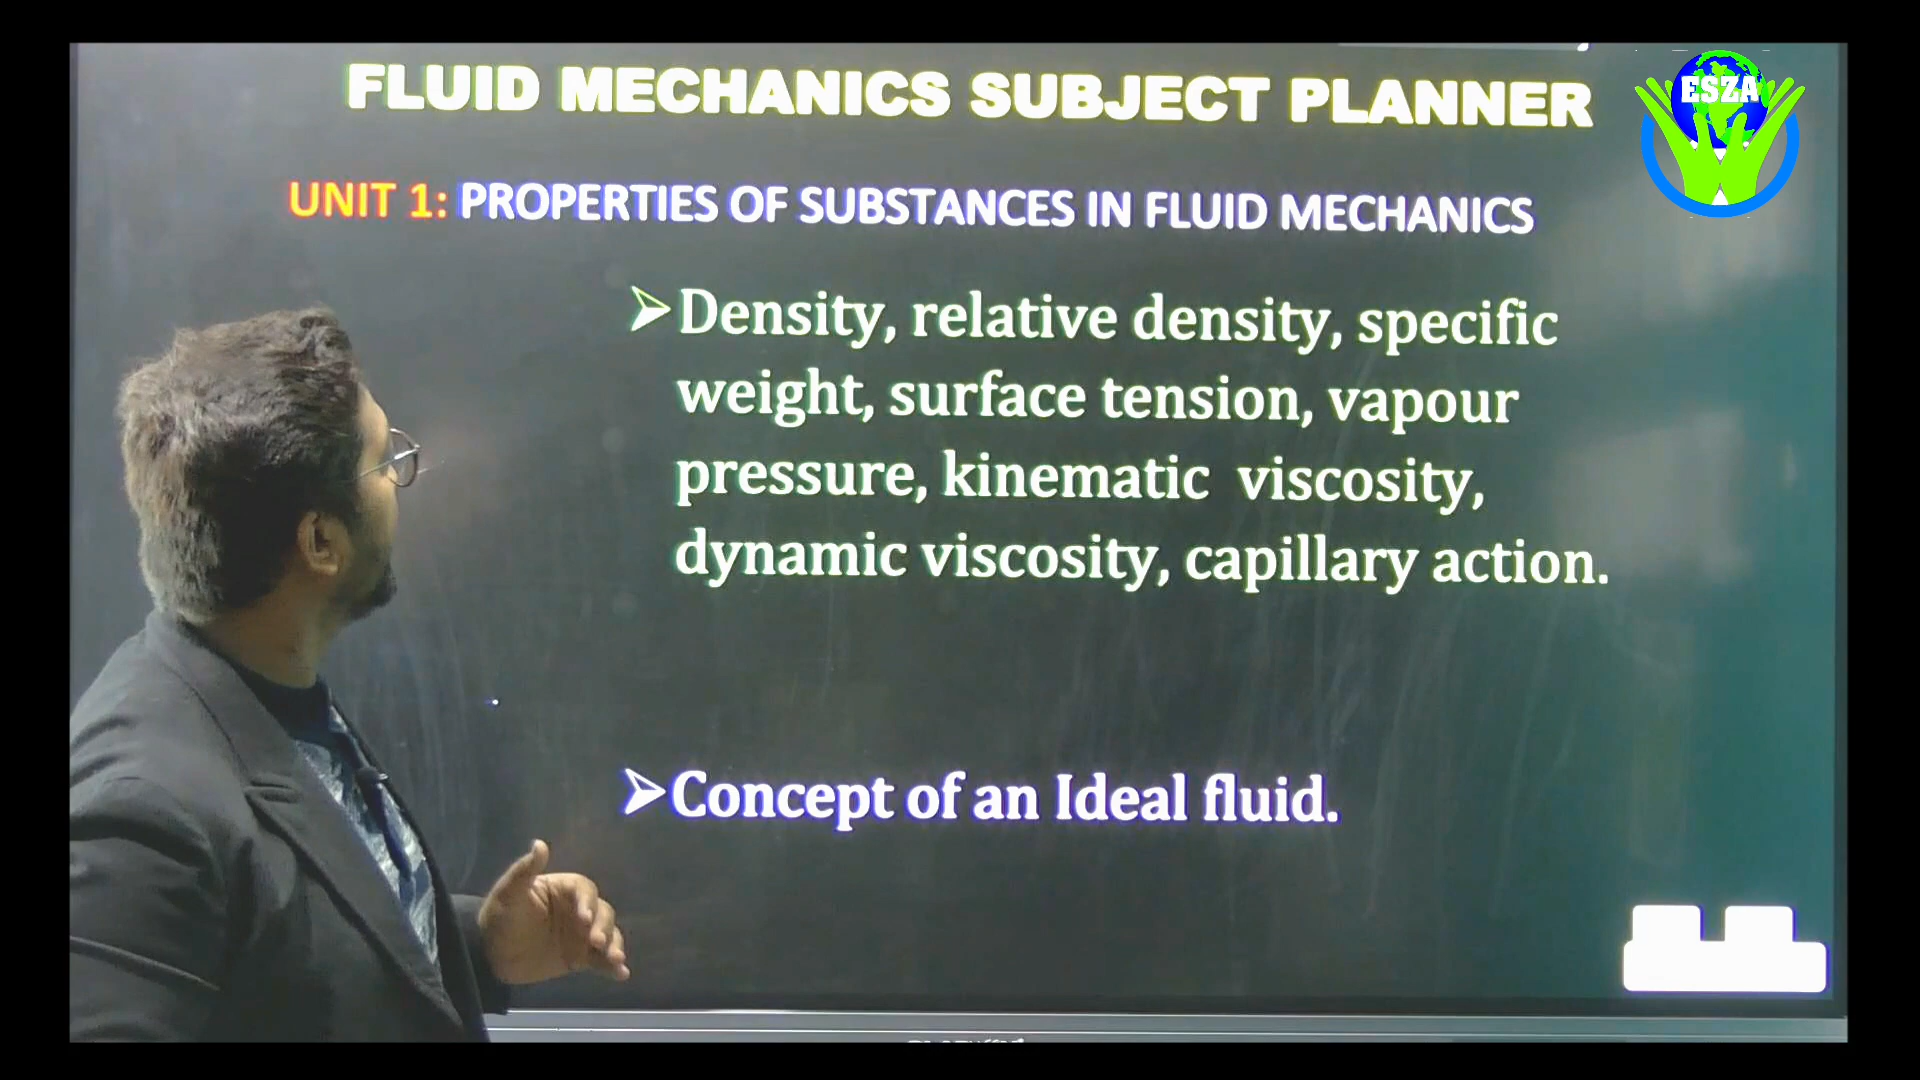 FLUID MECHANICS SUBJECT PLANNER
ESZA
UNIT 1: PROPERTIES OF SUBSTANCES IN FLUID MECHANICS
➢Density, relative density, specific
weight, surface tension, vapour
pressure, kinematic viscosity,
dynamic viscosity, capillary action.
➢Concept of an Ideal fluid.